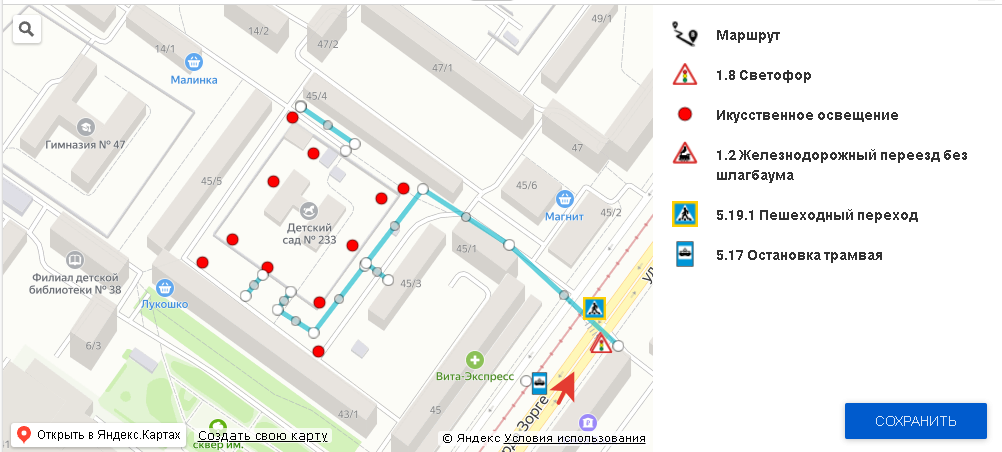 49/1
14/2
47/2
14/1
Малинка
45/4
Гимназия № 47
47
45/5
45/6
Магнит
45/2
Детский
сад № 233
45/1
Филиал детской
библиотеки № 38
45/3
Лукошко
6/3
Вита-Экспресс
43/1
45
Зорге
сквер им.
Открыть в Яндекс.Картах
Создать свою карту
© Яндекс Условия использования
Маршрут
1.8 Светофор
Икусственное освещение
1.2 Железнодорожный переезд без
шлагбаума
5.19.1 Пешеходный переход
5.17 Остановка трамвая
СОХРАНИТЬ